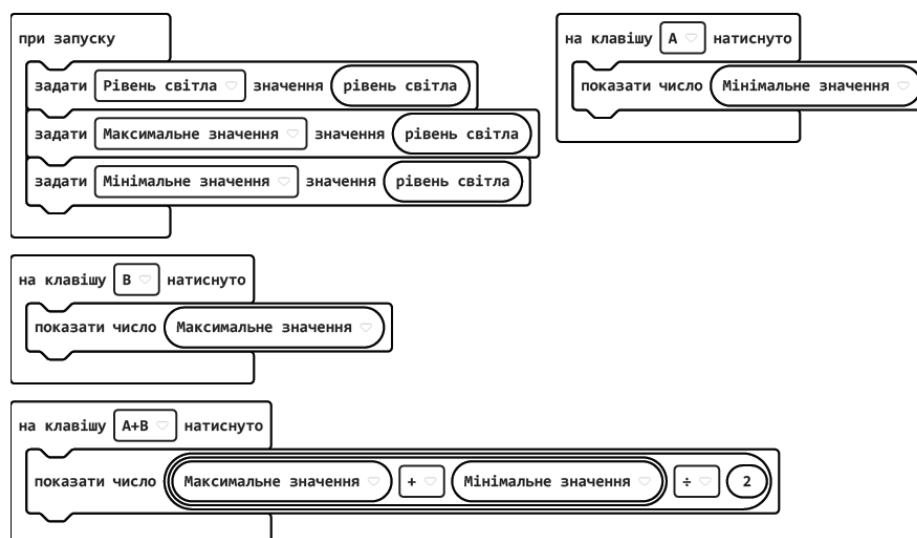 при запуску
задати Рівень світла значення рівень світла
задати Максимальне значення значення рівень світла
задати Мінімальне значення значення рівень світла
на клавішу A натиснуто
показати число Мінімальне значення
на клавішу B натиснуто
показати число Максимальне значення
на клавішу A+B натиснуто
показати число Максимальне значення + Мінімальне значення ÷ 2